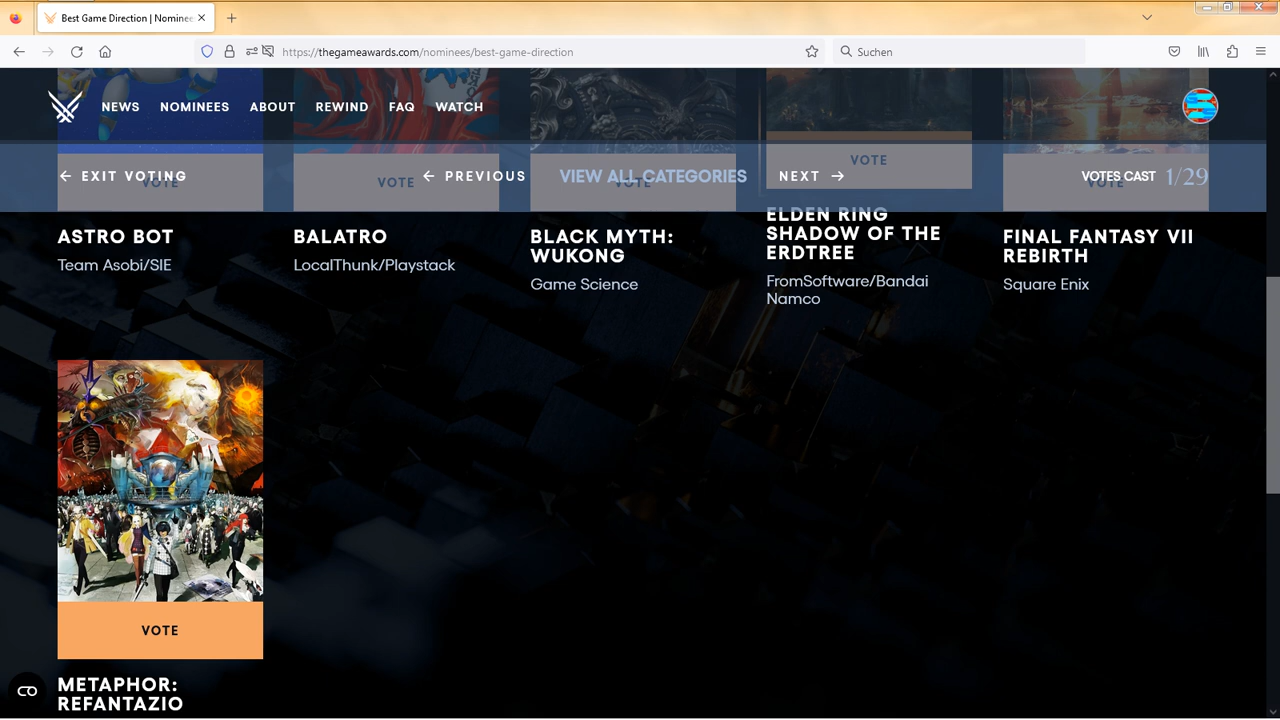 Best Game Direction | Nominee
https://thegameawards.com/nominees/best-game-direction
Suchen
NEWS NOMINEES ABOUT REWIND FAQ WATCH
VOTE
← EXIT VOTING ← PREVIOUS VIEW ALL CATEGORIES NEXT → VOTES CAST 1/29
VOTE VOTE VOTE VOTE
ASTRO BOT
Team Asobi/SIE
BALATRO
LocalThunk/Playstack
BLACK MYTH:
WUKONG
Game Science
ELDEN RING
SHADOW OF THE
ERDTREE
FromSoftware/Bandai
Namco
FINAL FANTASY VII
REBIRTH
Square Enix
VOTE
METAPHOR:
REFANTAZIO